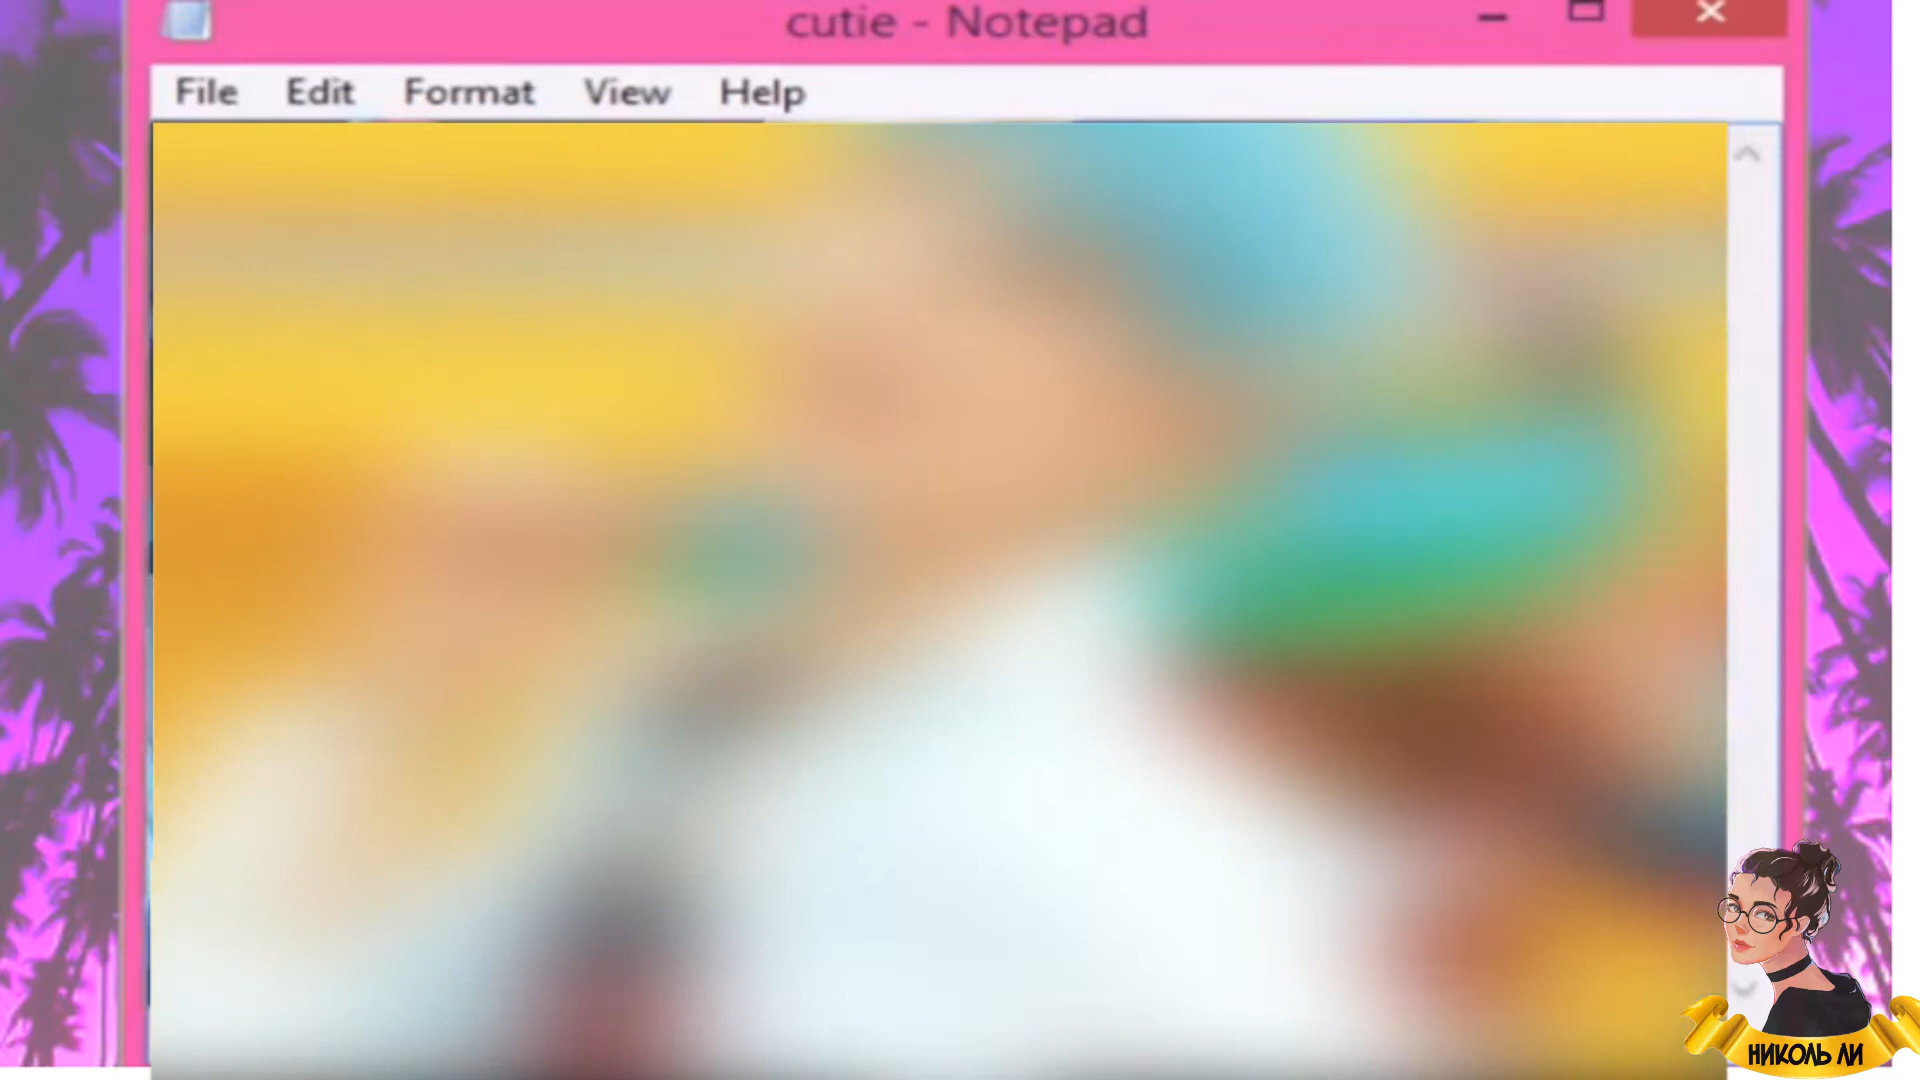 cutie - Notepad
File Edit Format View Help
НИКОЛЬ ЛИ